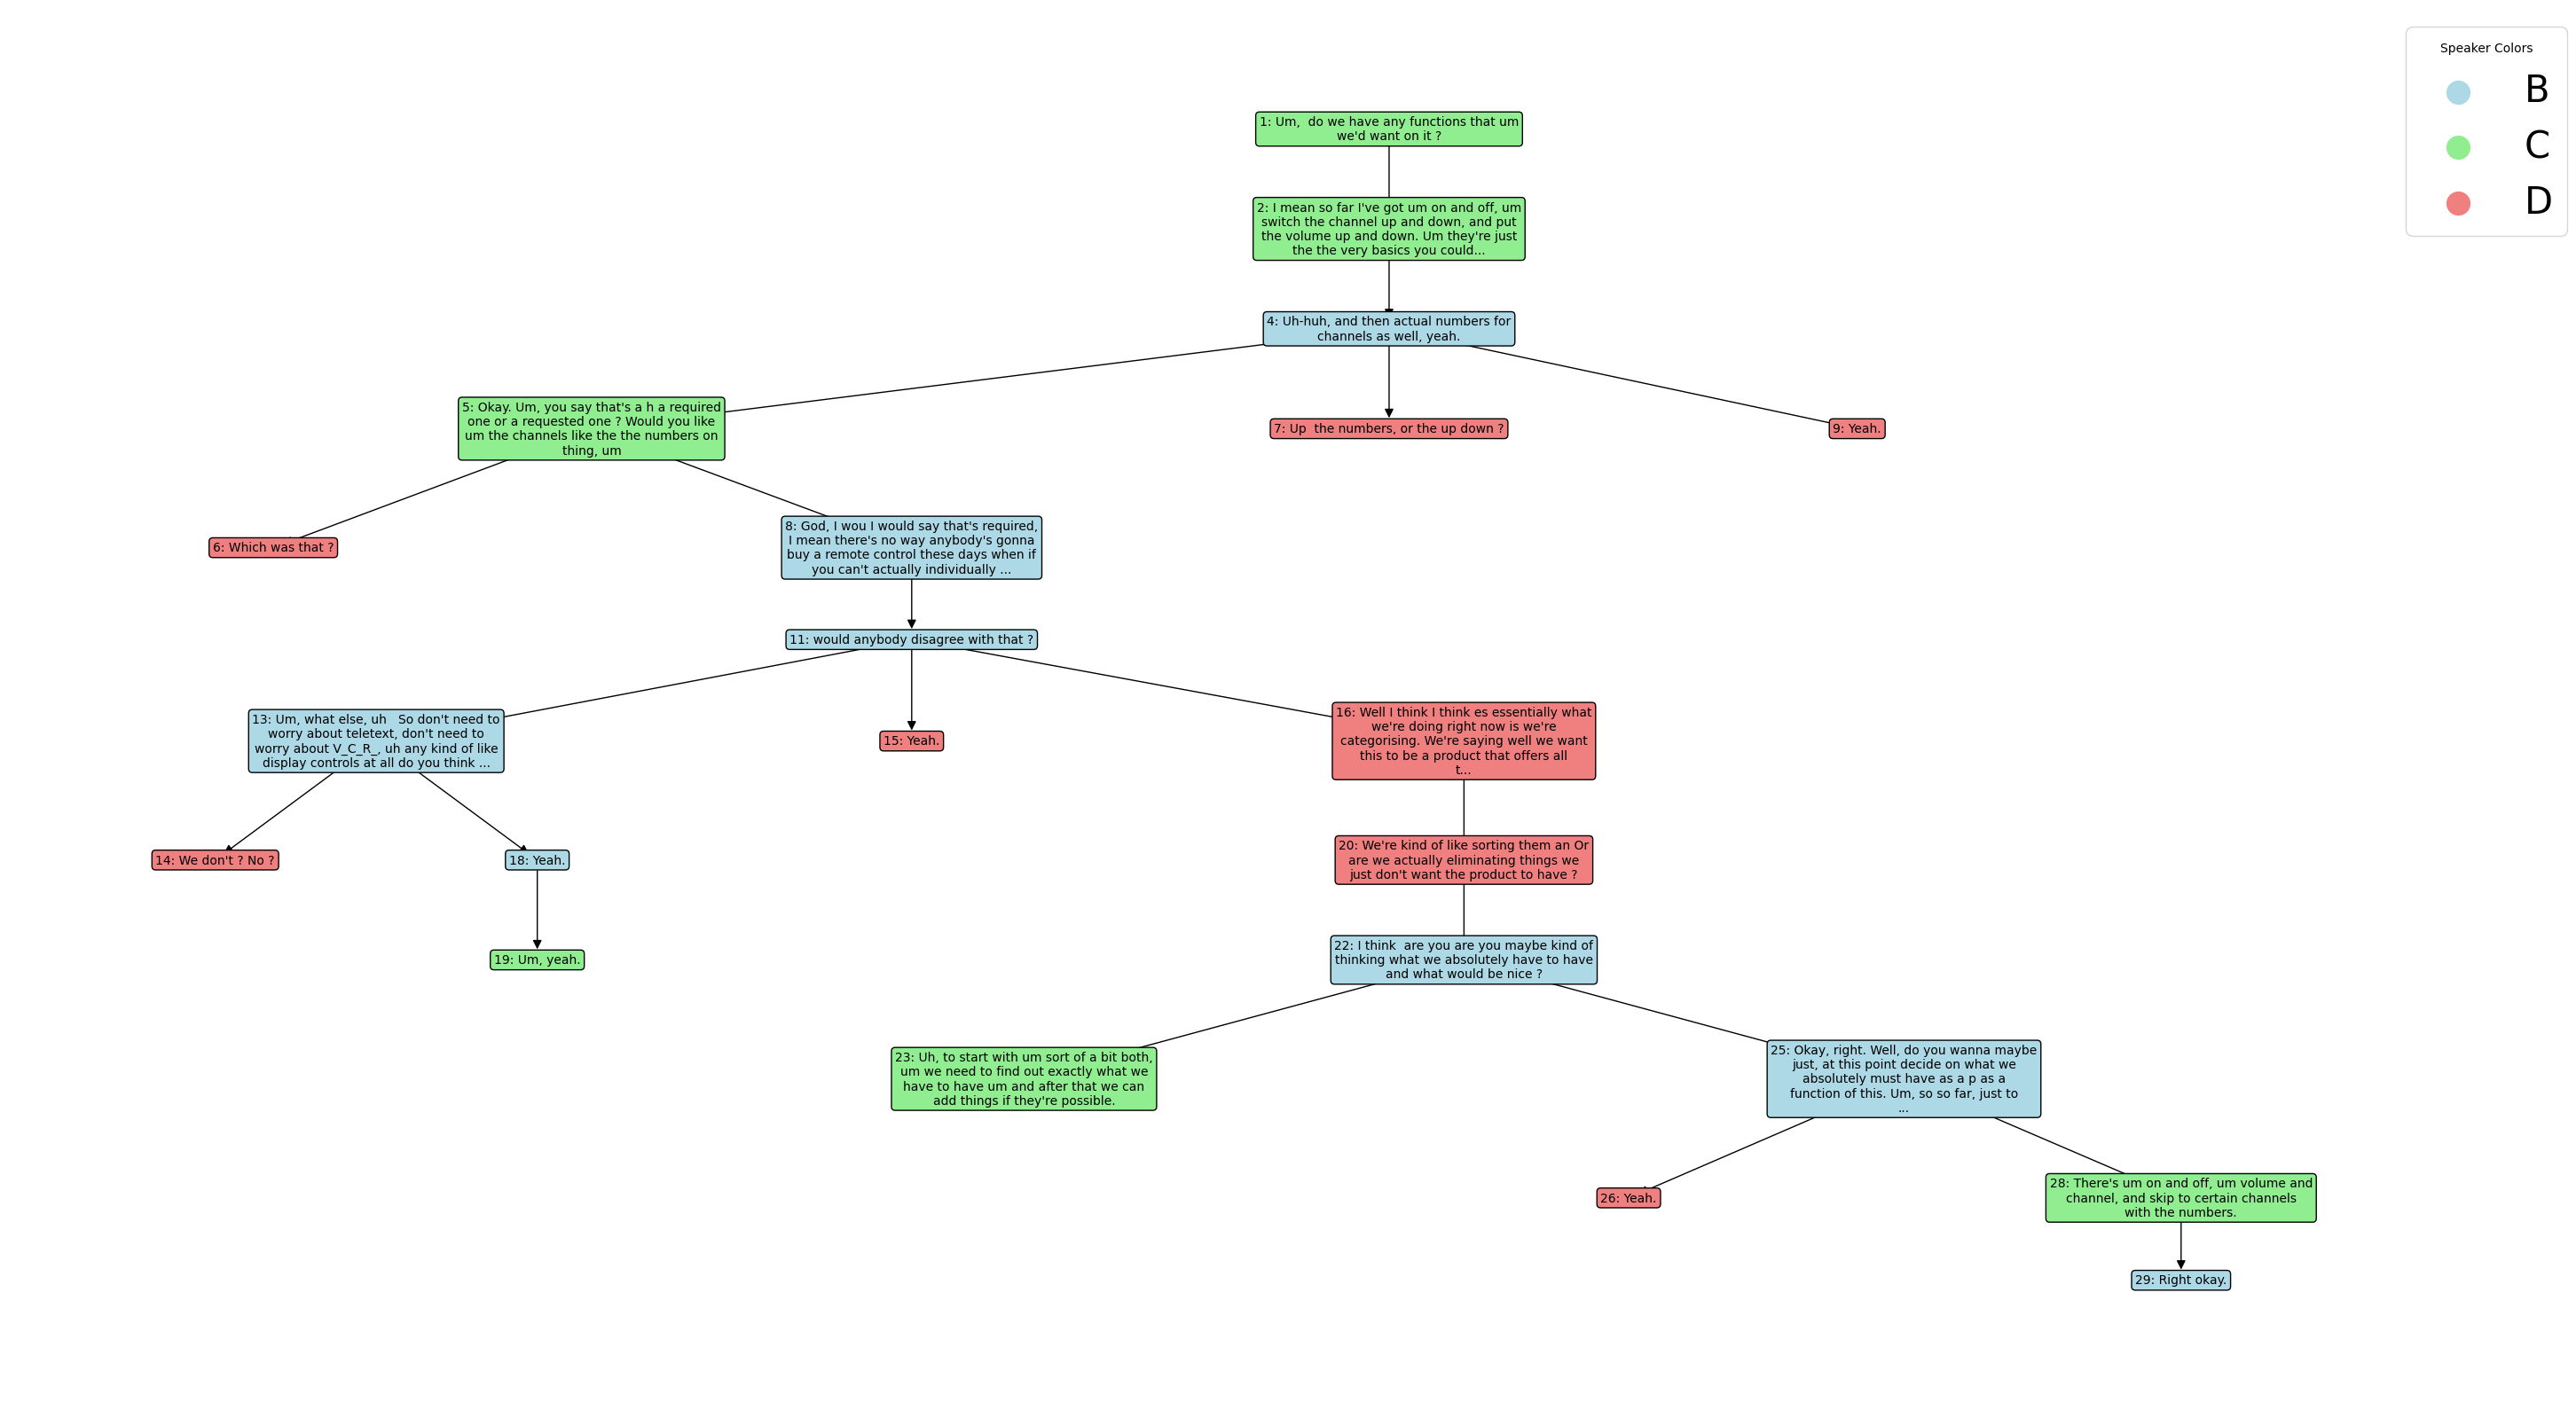 Speaker Colors
B
C
D
1: Um,  do we have any functions that um
we'd want on it ?
2: I mean so far I've got um on and off, um
switch the channel up and down, and put
the volume up and down. Um they're just
the the very basics you could...
4: Uh-huh, and then actual numbers for
channels as well, yeah.
5: Okay. Um, you say that's a h a required
one or a requested one ? Would you like
um the channels like the the numbers on
thing, um
7: Up  the numbers, or the up down ?
9: Yeah.
6: Which was that ?
8: God, I wou I would say that's required,
I mean there's no way anybody's gonna
buy a remote control these days when if
you can't actually individually ...
11: would anybody disagree with that ?
13: Um, what else, uh   So don't need to
worry about teletext, don't need to
worry about V_C_R_, uh any kind of like
display controls at all do you think ...
15: Yeah.
16: Well I think I think es essentially what
we're doing right now is we're
categorising. We're saying well we want
this to be a product that offers all
t...
14: We don't ? No ?
18: Yeah.
20: We're kind of like sorting them an Or
are we actually eliminating things we
just don't want the product to have ?
19: Um, yeah.
22: I think  are you are you maybe kind of
thinking what we absolutely have to have
and what would be nice ?
23: Uh, to start with um sort of a bit both,
um we need to find out exactly what we
have to have um and after that we can
add things if they're possible.
25: Okay, right. Well, do you wanna maybe
just, at this point decide on what we
absolutely must have as a p as a
function of this. Um, so so far, just to
...
26: Yeah.
28: There's um on and off, um volume and
channel, and skip to certain channels
with the numbers.
29: Right okay.